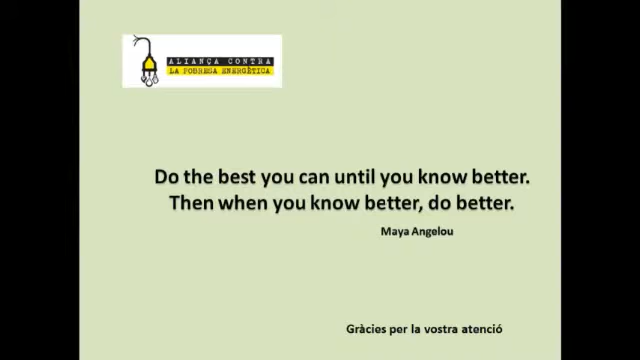 ALIANÇA CONTRA
LA POBRESA ENERGÈTICA
Do the best you can until you know better.
Then when you know better, do better.
Maya Angelou
Gràcies per la vostra atenció